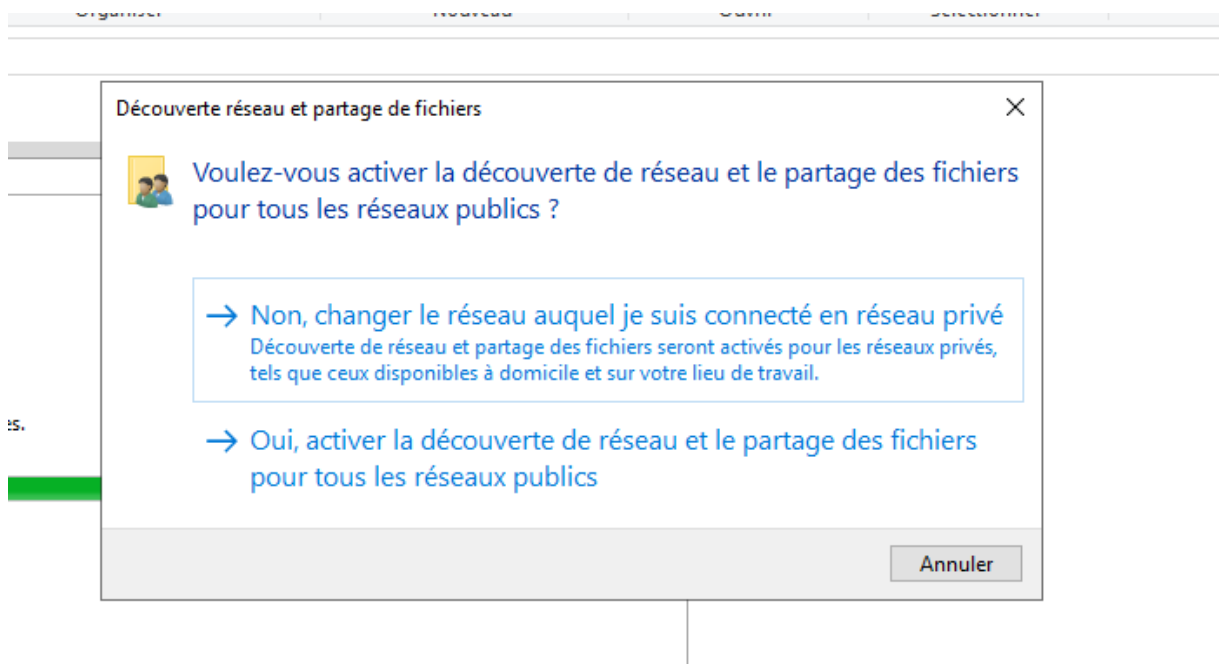 Découverte réseau et partage de fichiers
Voulez-vous activer la découverte de réseau et le partage des fichiers
pour tous les réseaux publics ?
→ Non, changer le réseau auquel je suis connecté en réseau privé
Découverte de réseau et partage des fichiers seront activés pour les réseaux privés,
tels que ceux disponibles à domicile et sur votre lieu de travail.
es.
→ Oui, activer la découverte de réseau et le partage des fichiers
pour tous les réseaux publics
Annuler